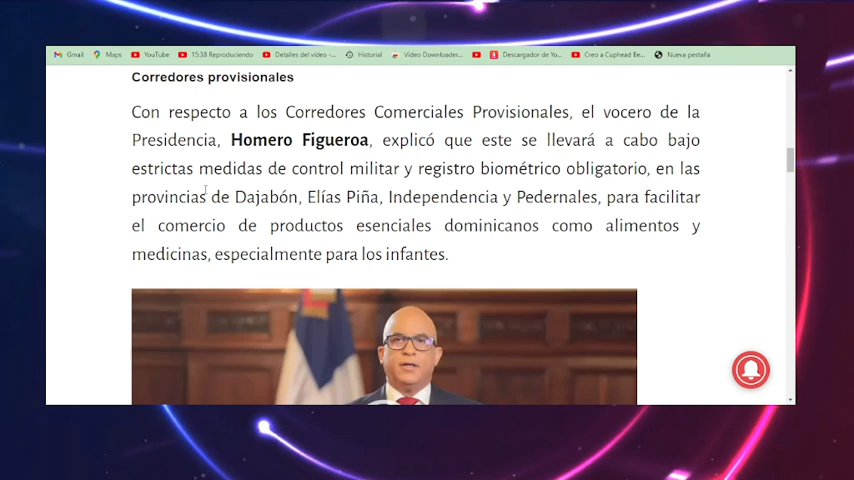 Gmail Maps YouTube 15:38 Reproduciendo Detalles del vídeo -... Historial Video Downloader... Descargador de Yo... Creo a Cuphead Be... Nueva pestaña
Corredores provisionales
Con respecto a los Corredores Comerciales Provisionales, el vocero de la
Presidencia, Homero Figueroa, explicó que este se llevará a cabo bajo
estrictas medidas de control militar y registro biométrico obligatorio, en las
provincias de Dajabón, Elías Piña, Independencia y Pedernales, para facilitar
el comercio de productos esenciales dominicanos como alimentos y
medicinas, especialmente para los infantes.